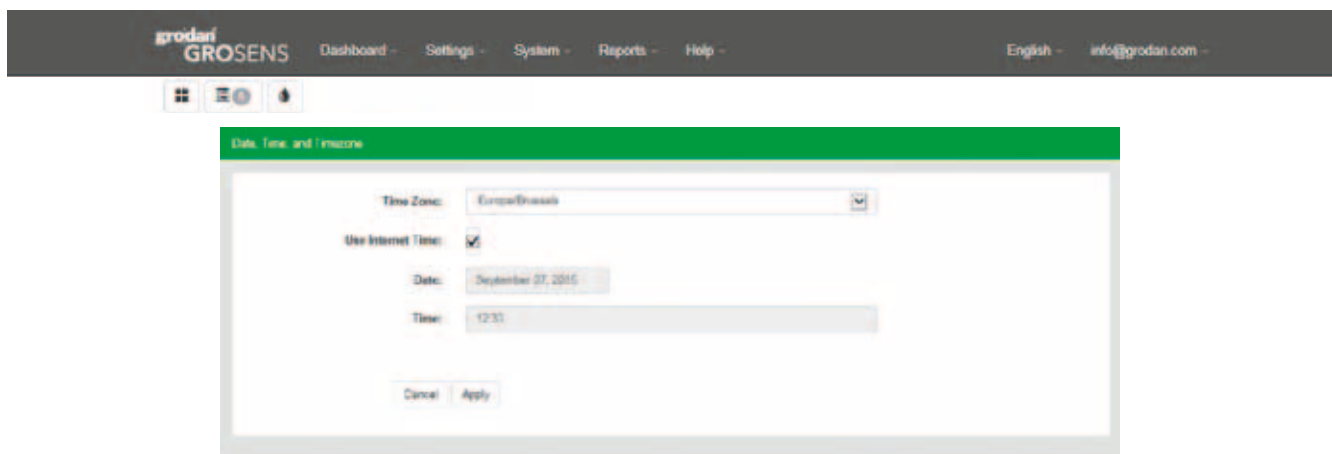 grodan
GROSENS Dashboard Settings System Reports Help English info@grodan.com
Date, Time, and Timezone
Time Zone: Europe/Brussels
Use Internet Time:
Date: September 07, 2015
Time: 12:33
Cancel Apply